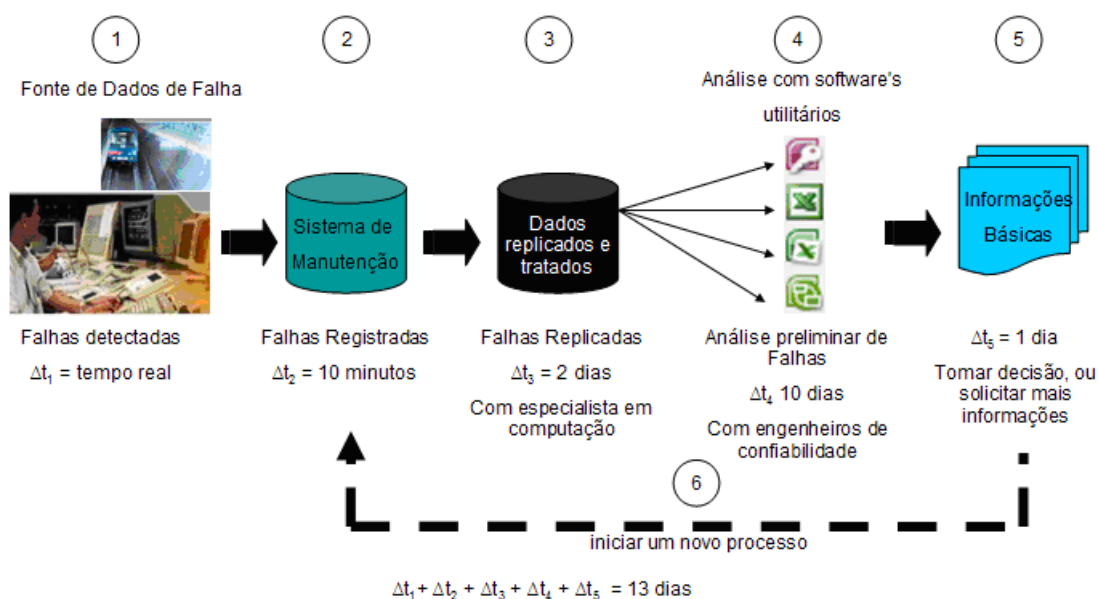 1
2
3
4
5
Fonte de Dados de Falha
Análise com software's
utilitários
Sistema de
Manutenção
Dados
replicados e
tratados
Informações
Básicas
Falhas detectadas
Δt₁ = tempo real
Falhas Registradas
Δt₂ = 10 minutos
Falhas Replicadas
Δt₃ = 2 dias
Com especialista em
computação
Análise preliminar de
Falhas
Δt₄ 10 dias
Com engenheiros de
confiabilidade
Δt₅ = 1 dia
Tomar decisão, ou
solicitar mais
informações
6
iniciar um novo processo
Δt₁+ Δt₂ + Δt₃ + Δt₄ + Δt₅ = 13 dias